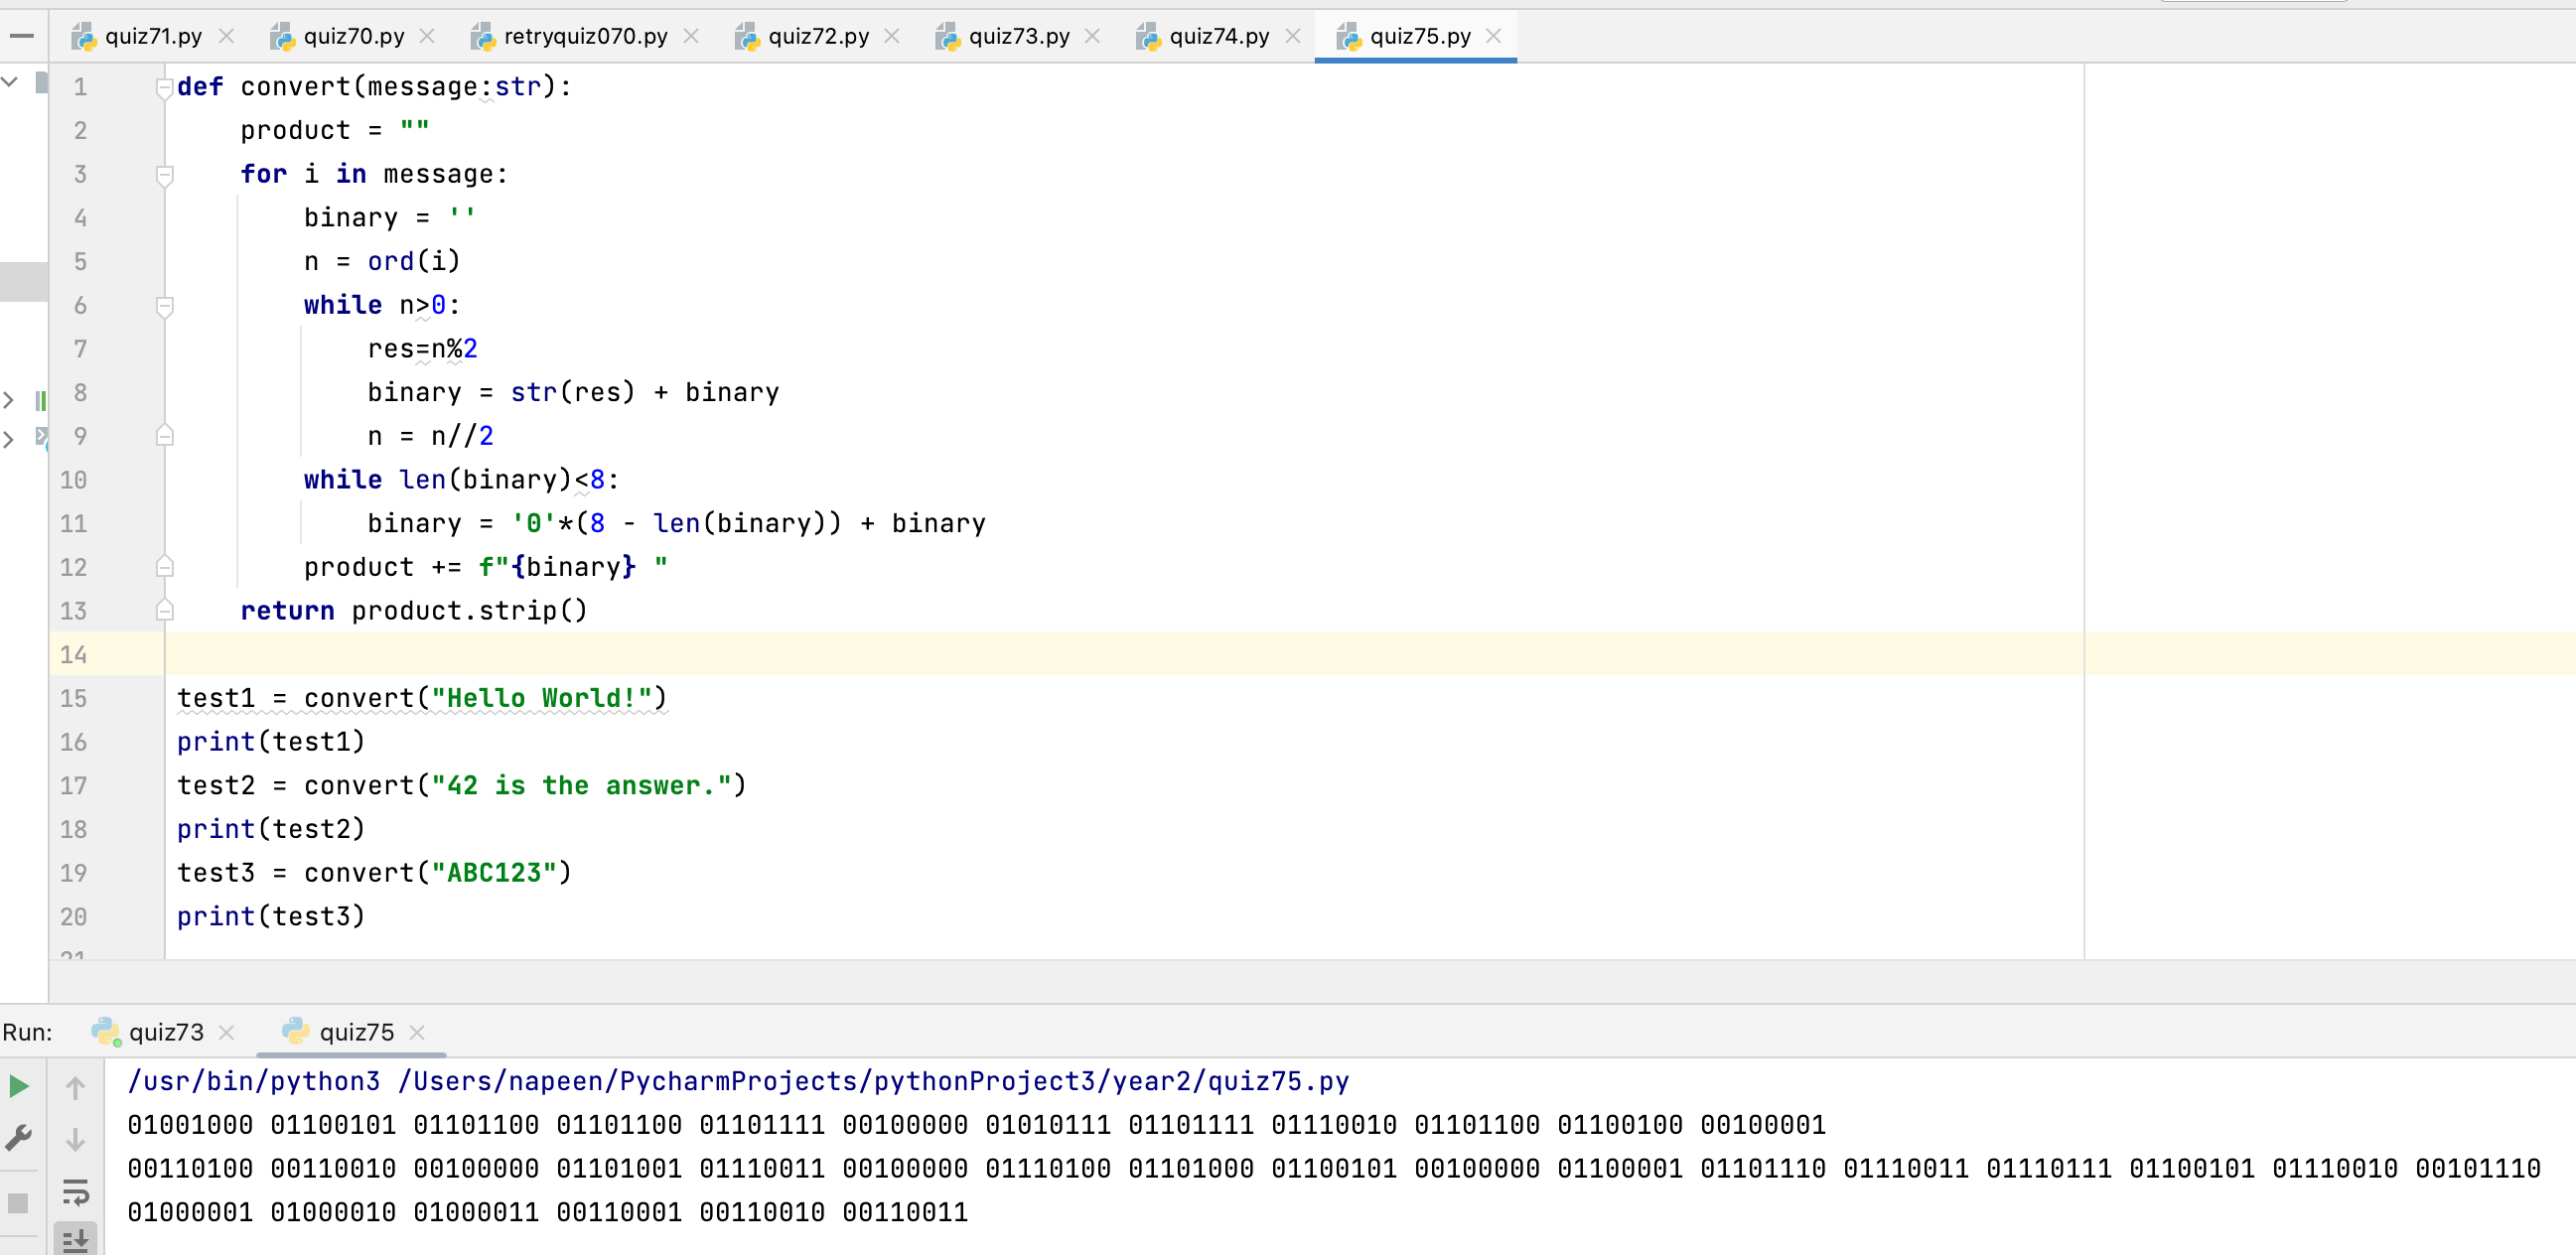 quiz71.py quiz70.py retryquiz070.py quiz72.py quiz73.py quiz74.py quiz75.py
1 def convert(message:str):
2     product = ""
3     for i in message:
4         binary = ''
5         n = ord(i)
6         while n>0:
7             res=n%2
8             binary = str(res) + binary
9             n = n//2
10         while len(binary)<8:
11             binary = '0'*(8 - len(binary)) + binary
12         product += f"{binary} "
13     return product.strip()
14
15 test1 = convert("Hello World!")
16 print(test1)
17 test2 = convert("42 is the answer.")
18 print(test2)
19 test3 = convert("ABC123")
20 print(test3)
21
Run: quiz73 quiz75
/usr/bin/python3 /Users/napeen/PycharmProjects/pythonProject3/year2/quiz75.py
01001000 01100101 01101100 01101100 01101111 00100000 01010111 01101111 01110010 01101100 01100100 00100001
00110100 00110010 00100000 01101001 01110011 00100000 01110100 01101000 01100101 00100000 01100001 01101110 01110011 01110111 01100101 01110010 00101110
01000001 01000010 01000011 00110001 00110010 00110011